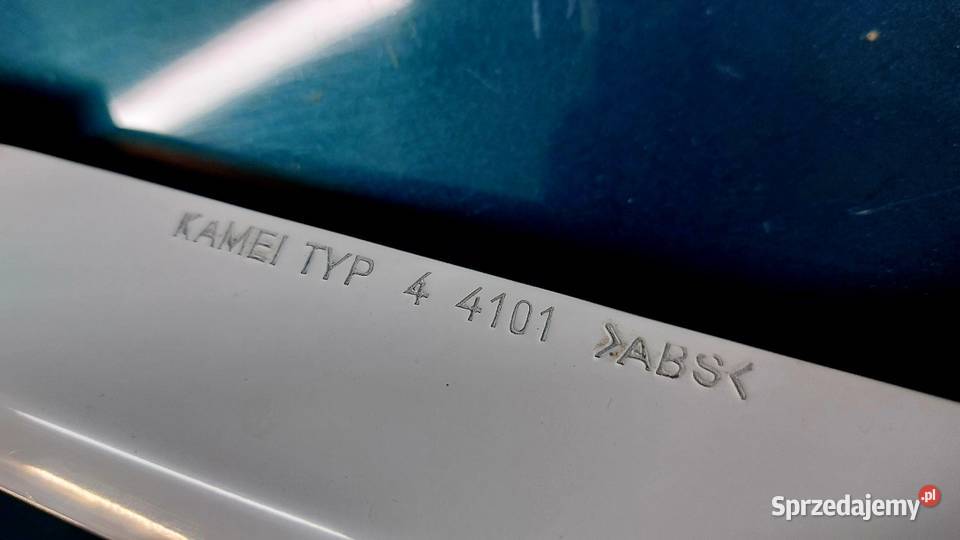 KAMEI TYP 4 4101 >ABS<
Sprzedajemy.pl